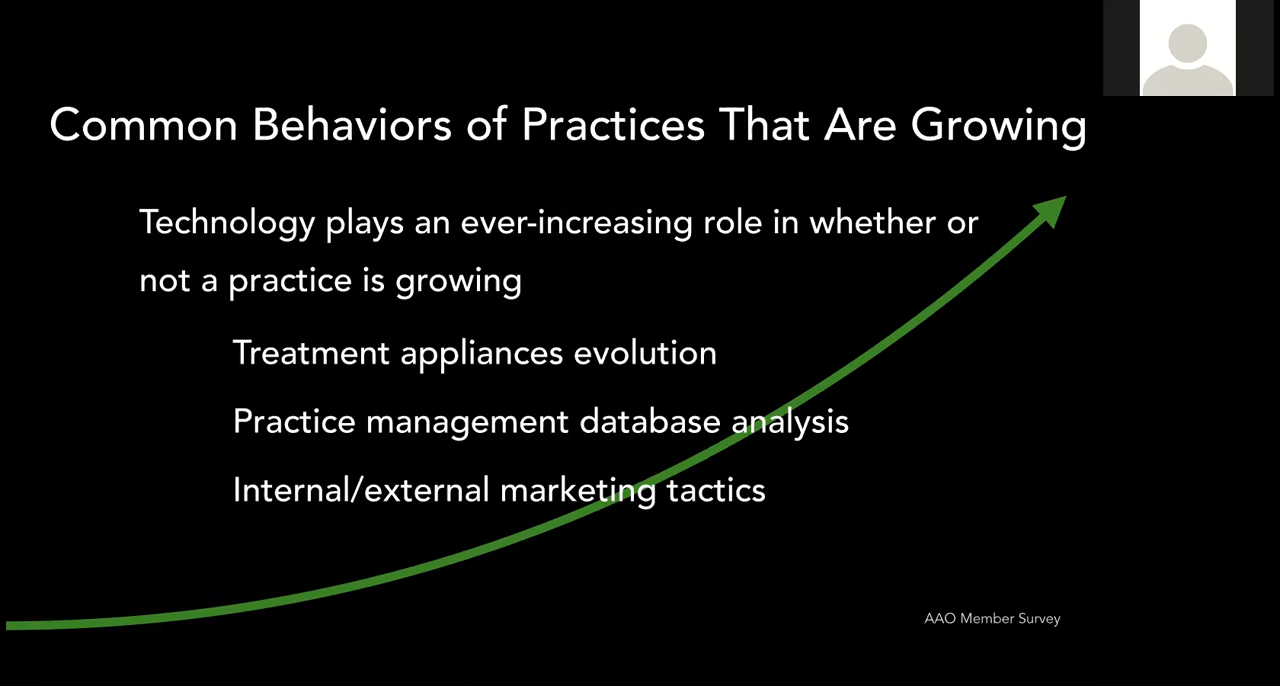 Common Behaviors of Practices That Are Growing
Technology plays an ever-increasing role in whether or
not a practice is growing
Treatment appliances evolution
Practice management database analysis
Internal/external marketing tactics
AAO Member Survey